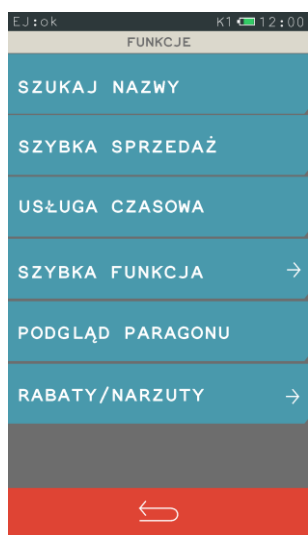 EJ:ok K1 12:00
FUNKCJE
SZUKAJ NAZWY
SZYBKA SPRZEDAŻ
USŁUGA CZASOWA
SZYBKA FUNKCJA
PODGLĄD PARAGONU
RABATY/NARZUTY